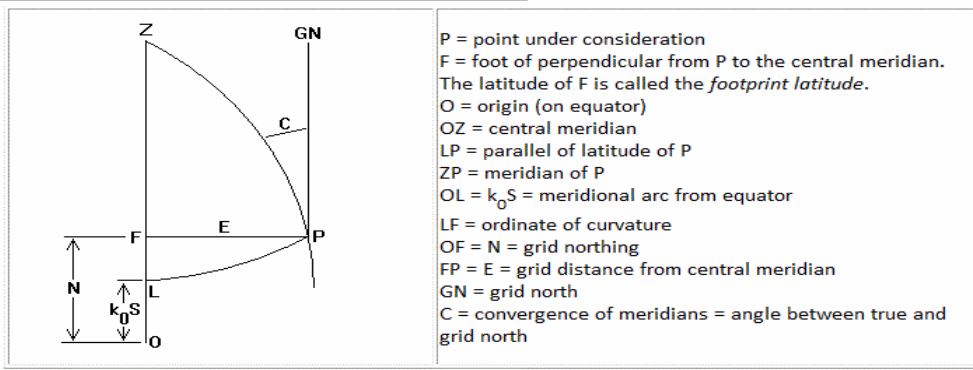 Z
GN
C
E
F
P
N
L
k₀S
O
P = point under consideration
F = foot of perpendicular from P to the central meridian.
The latitude of F is called the footprint latitude.
O = origin (on equator)
OZ = central meridian
LP = parallel of latitude of P
ZP = meridian of P
OL = k₀S = meridional arc from equator
LF = ordinate of curvature
OF = N = grid northing
FP = E = grid distance from central meridian
GN = grid north
C = convergence of meridians = angle between true and
grid north